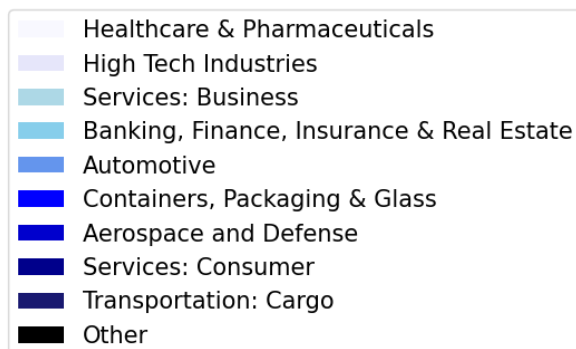 Healthcare & Pharmaceuticals
High Tech Industries
Services: Business
Banking, Finance, Insurance & Real Estate
Automotive
Containers, Packaging & Glass
Aerospace and Defense
Services: Consumer
Transportation: Cargo
Other